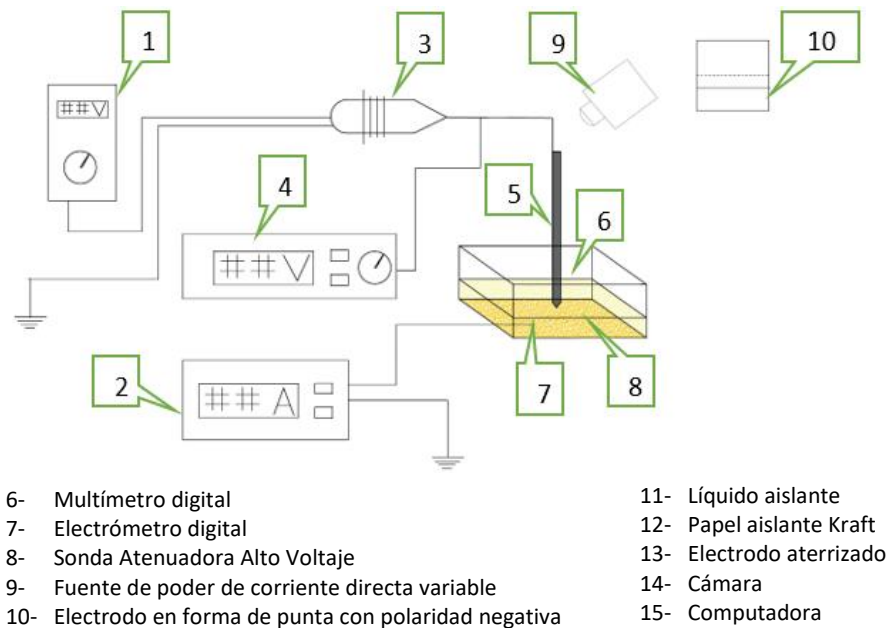 1
3
9
10
##V
4
5
6
##V
2
## A
7
8
6- Multímetro digital
7- Electrómetro digital
8- Sonda Atenuadora Alto Voltaje
9- Fuente de poder de corriente directa variable
10- Electrodo en forma de punta con polaridad negativa
11- Líquido aislante
12- Papel aislante Kraft
13- Electrodo aterrizado
14- Cámara
15- Computadora